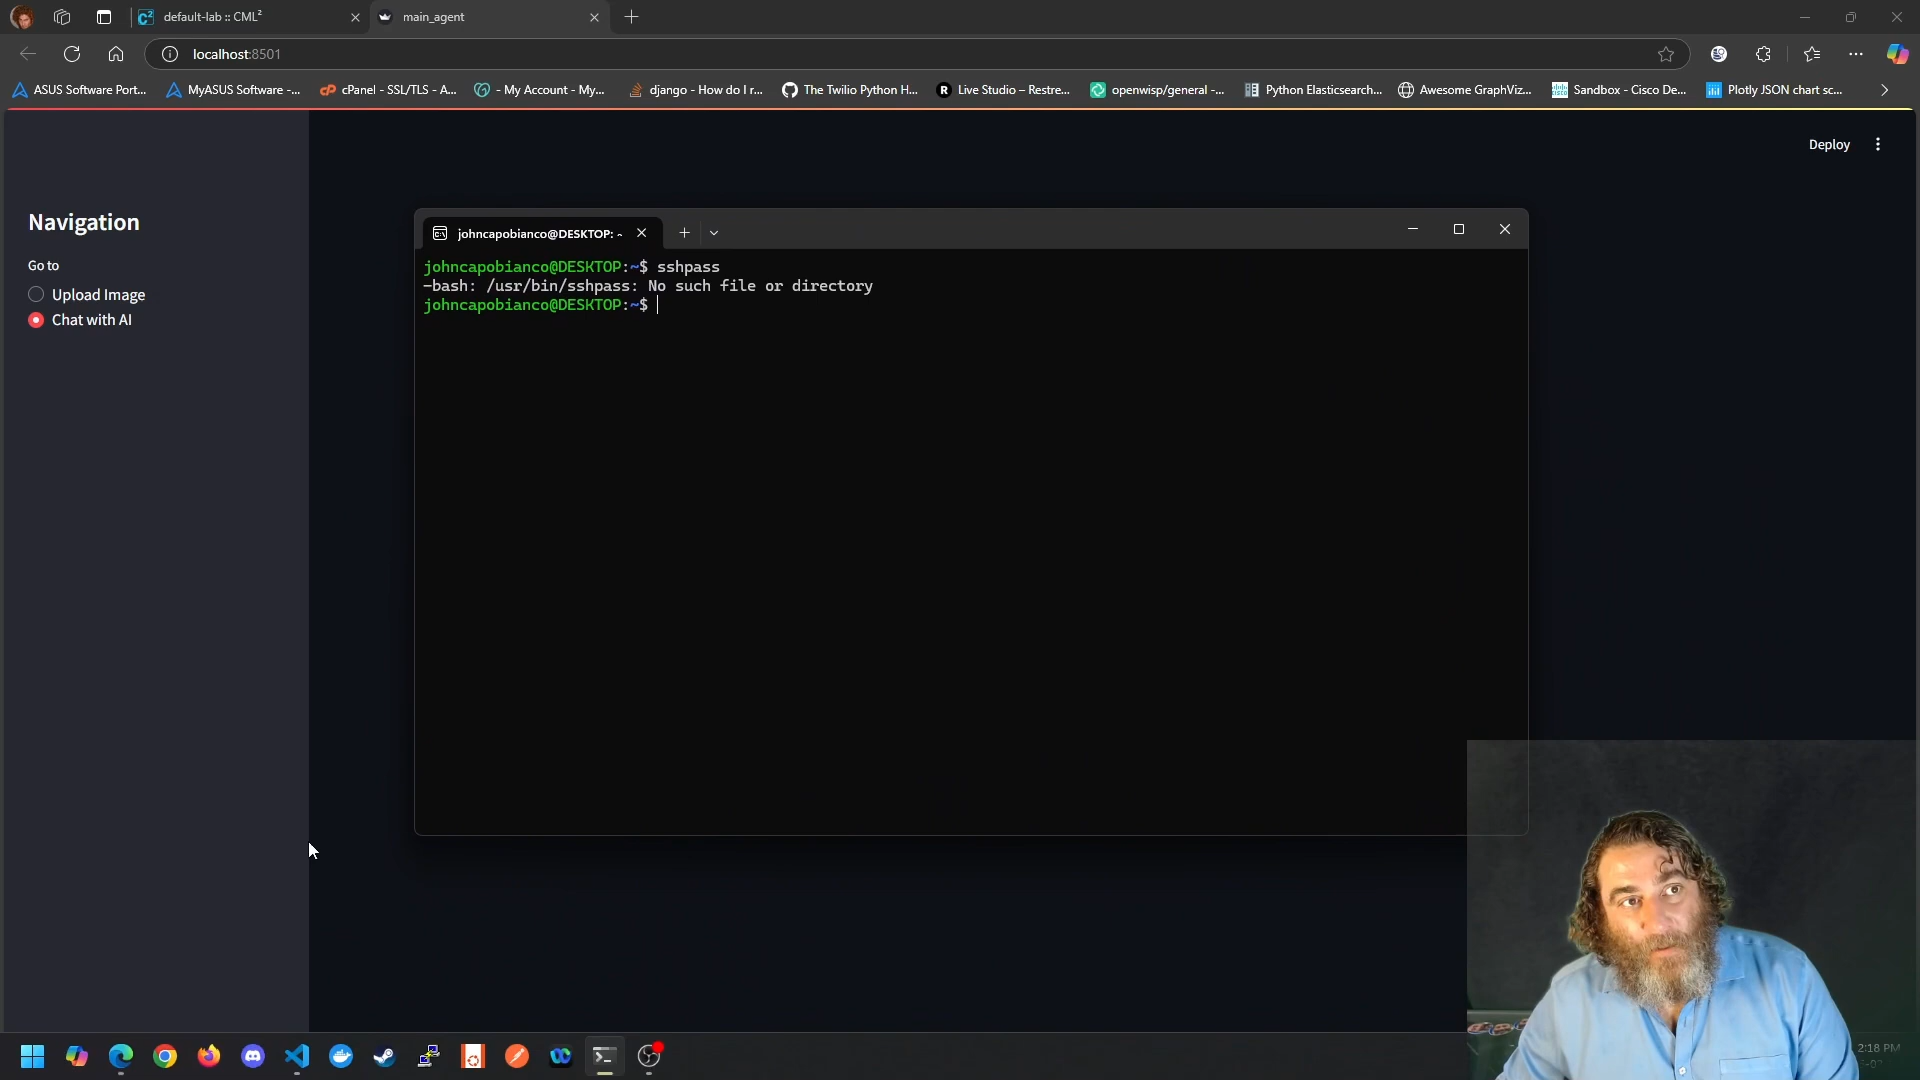 default-lab :: CML²
main_agent
localhost:8501
ASUS Software Port...
MyASUS Software -...
cPanel - SSL/TLS - A...
- My Account - My...
django - How do I r...
The Twilio Python H...
Live Studio – Restre...
openwisp/general -...
Python Elasticsearch...
Awesome GraphViz...
Sandbox - Cisco De...
Plotly JSON chart sc...
Deploy
Navigation
Go to
Upload Image
Chat with AI
johncapobianco@DESKTOP: ~
johncapobianco@DESKTOP:~$ sshpass
-bash: /usr/bin/sshpass: No such file or directory
johncapobianco@DESKTOP:~$
2:18 PM